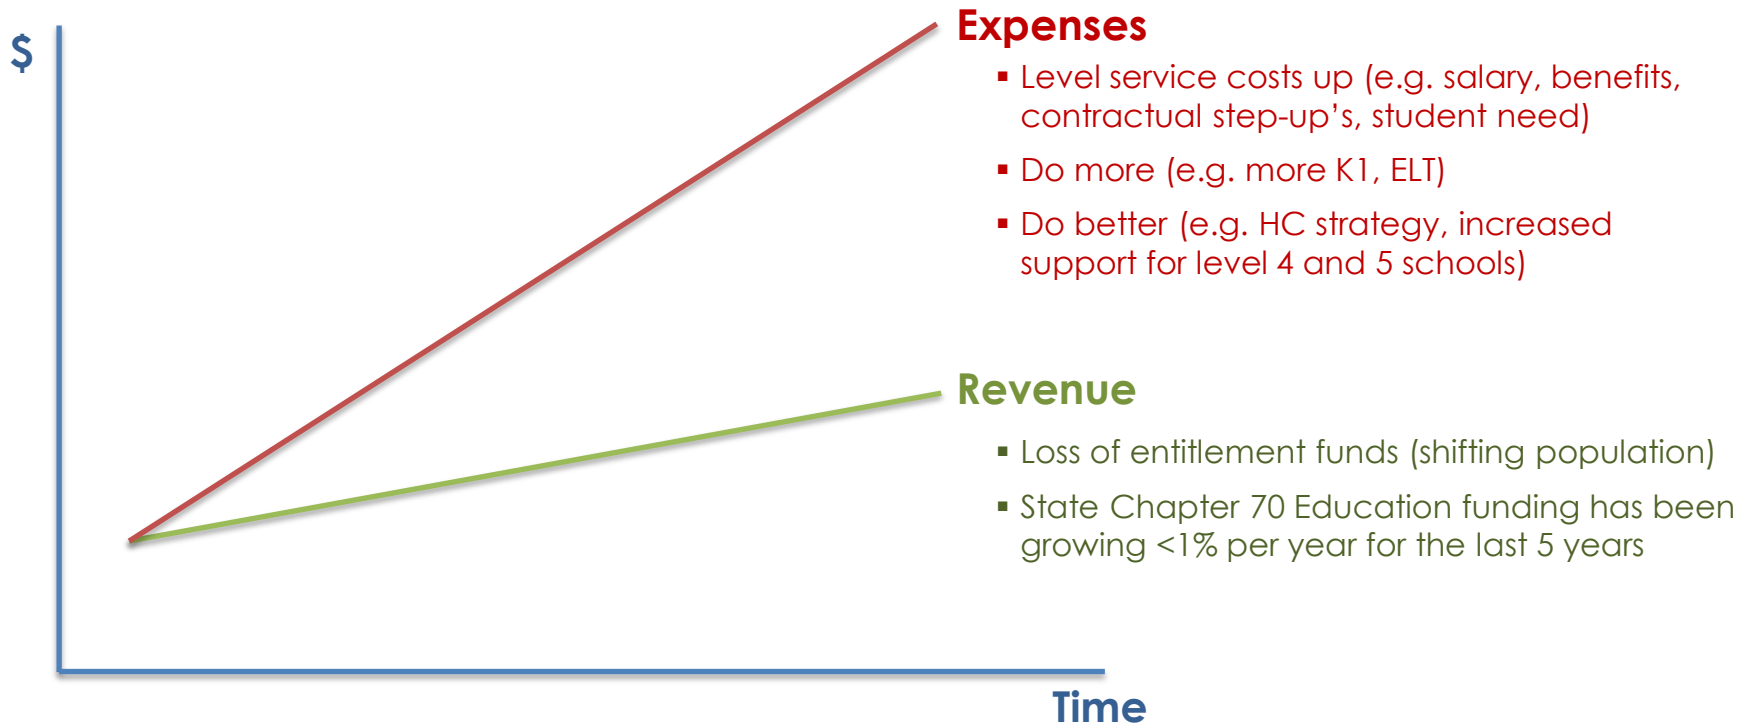 $
Expenses
▪ Level service costs up (e.g. salary, benefits,
contractual step-up’s, student need)
▪ Do more (e.g. more K1, ELT)
▪ Do better (e.g. HC strategy, increased
support for level 4 and 5 schools)
Revenue
▪ Loss of entitlement funds (shifting population)
▪ State Chapter 70 Education funding has been
growing <1% per year for the last 5 years
Time